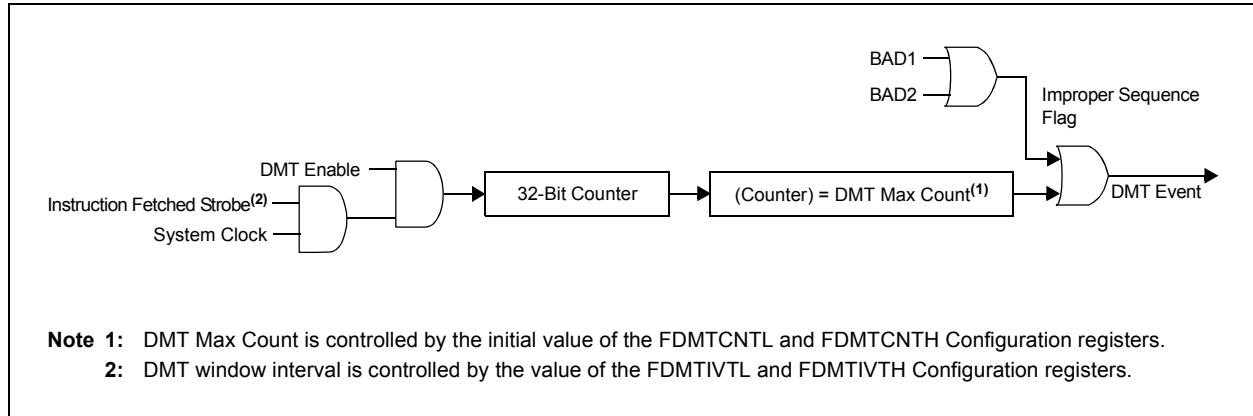 BAD1
BAD2
Improper Sequence
Flag
DMT Enable
Instruction Fetched Strobe(2)
System Clock
32-Bit Counter
(Counter) = DMT Max Count(1)
DMT Event
Note 1: DMT Max Count is controlled by the initial value of the FDMTCNTL and FDMTCNTH Configuration registers.
2: DMT window interval is controlled by the value of the FDMTIVTL and FDMTIVTH Configuration registers.